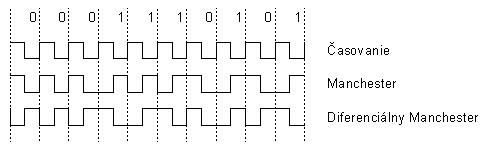 0 0 0 1 1 1 0 1 0 1
Časovanie
Manchester
Diferenciálny Manchester